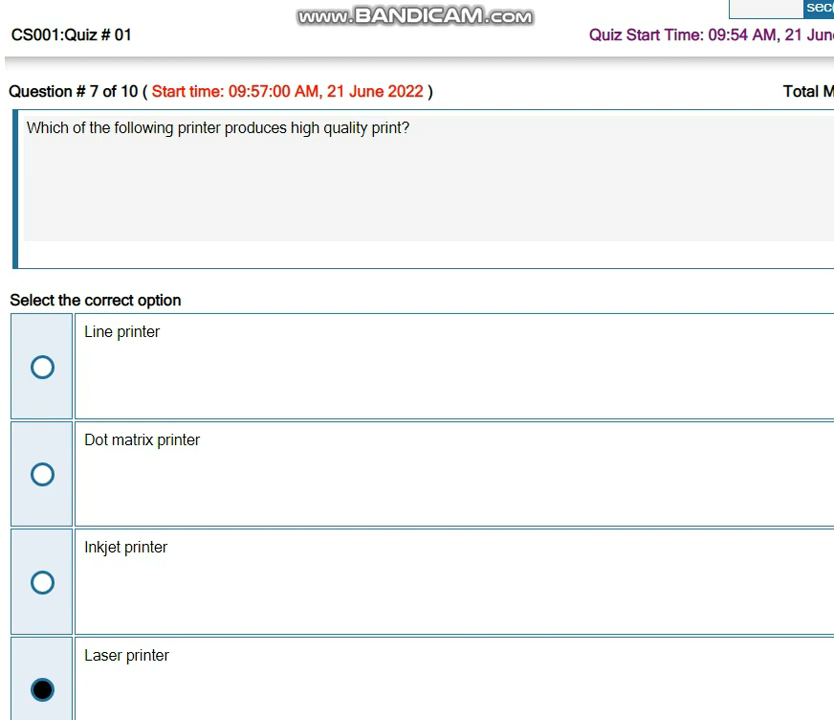 www.BANDICAM.com
CS001:Quiz # 01
Quiz Start Time: 09:54 AM, 21 Jun
Question # 7 of 10 ( Start time: 09:57:00 AM, 21 June 2022 )
Total M
Which of the following printer produces high quality print?
Select the correct option
Line printer
Dot matrix printer
Inkjet printer
Laser printer